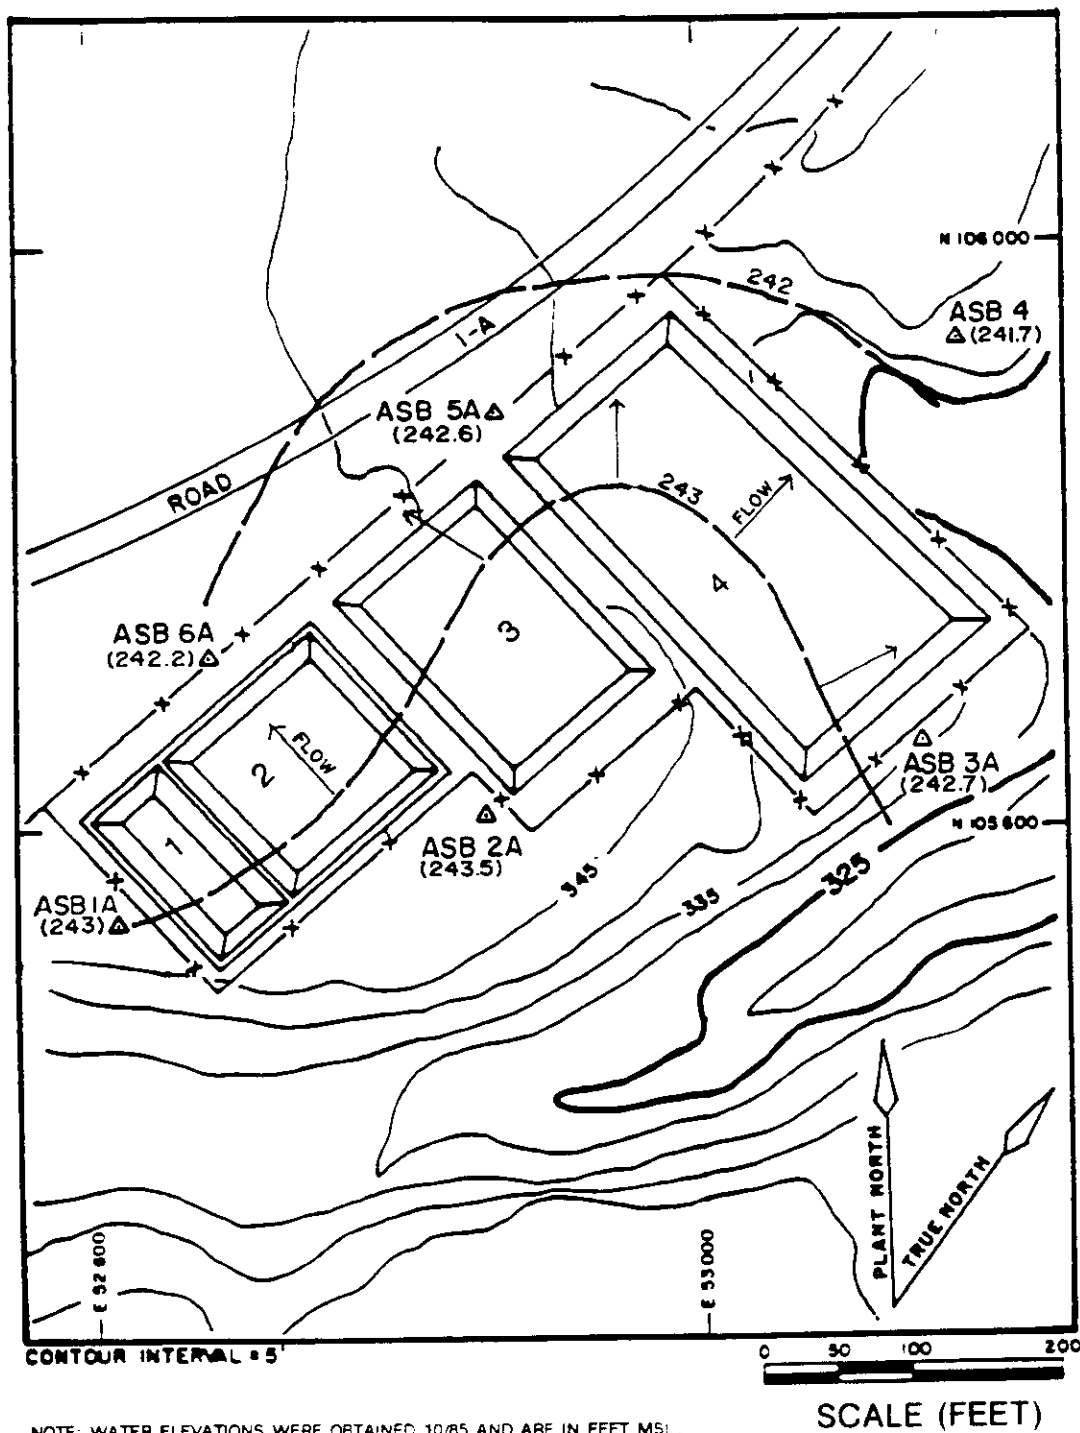 N 106 000
242
ASB 4
(241.7)
1-A
ASB 5A
(242.6)
ROAD
243
FLOW
4
3
ASB 6A
(242.2)
2
FLOW
1
ASB 3A
(242.7)
N 105 600
ASB 2A
(243.5)
345
335
325
ASB 1A
(243)
PLANT NORTH
TRUE NORTH
E 52 600
E 53 000
CONTOUR INTERVAL = 5'
0 50 100 200
SCALE (FEET)
NOTE: WATER ELEVATIONS WERE OBTAINED 10/85 AND ARE IN FEET MSL